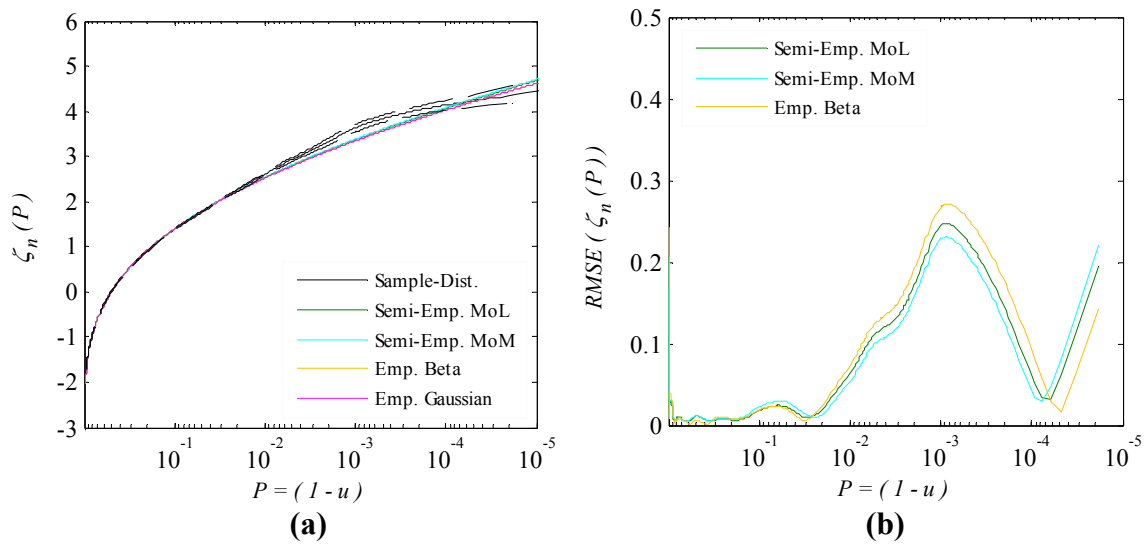 6
5
4
3
2
1
0
-1
-2
-3
ζn (P)
Sample-Dist.
Semi-Emp. MoL
Semi-Emp. MoM
Emp. Beta
Emp. Gaussian
10-1 10-2 10-3 10-4 10-5
P = ( 1 - u )
(a)
0.5
0.4
0.3
0.2
0.1
0
RMSE ( ζn (P))
Semi-Emp. MoL
Semi-Emp. MoM
Emp. Beta
10-1 10-2 10-3 10-4 10-5
P = ( 1 - u )
(b)